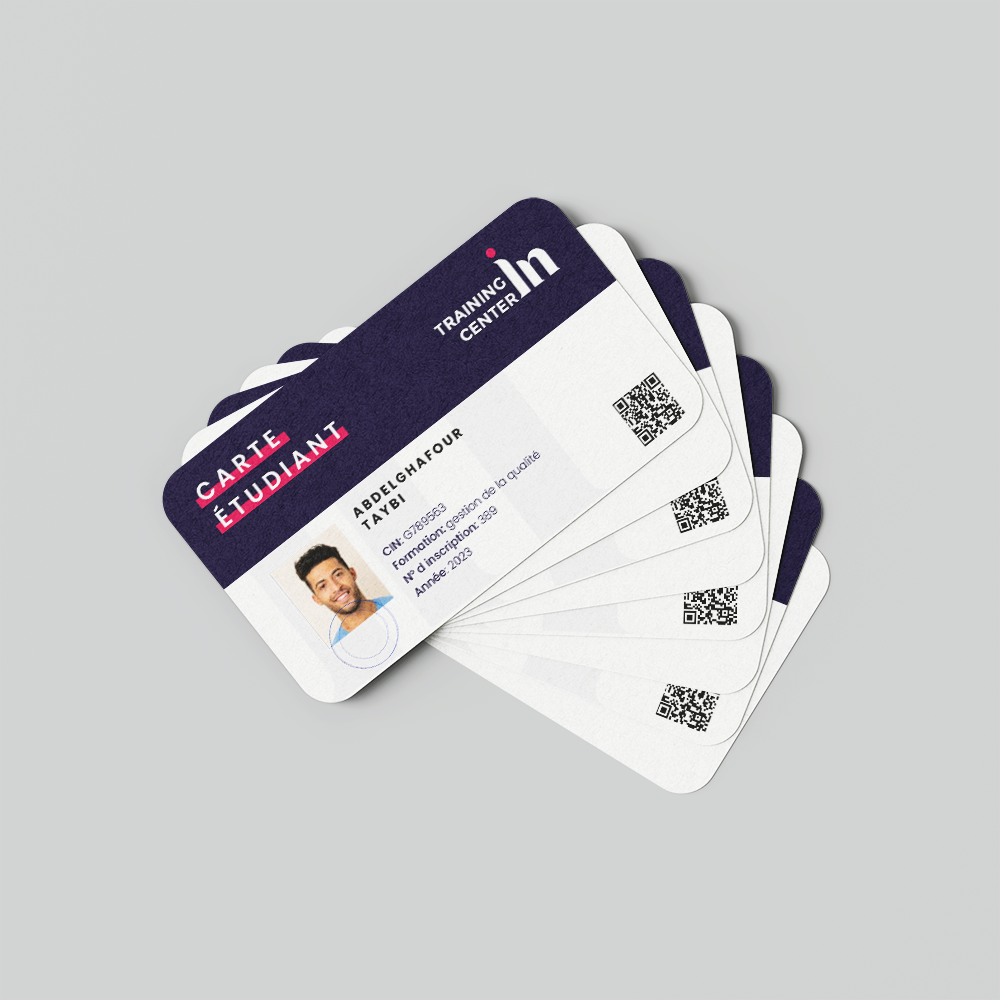 CARTE
ÉTUDIANT
TRAINING
CENTER
in
ABDELGHAFOUR
TAYBI
CIN: G789563
Formation: gestion de la qualité
N° d inscription: 389
Année: 2023